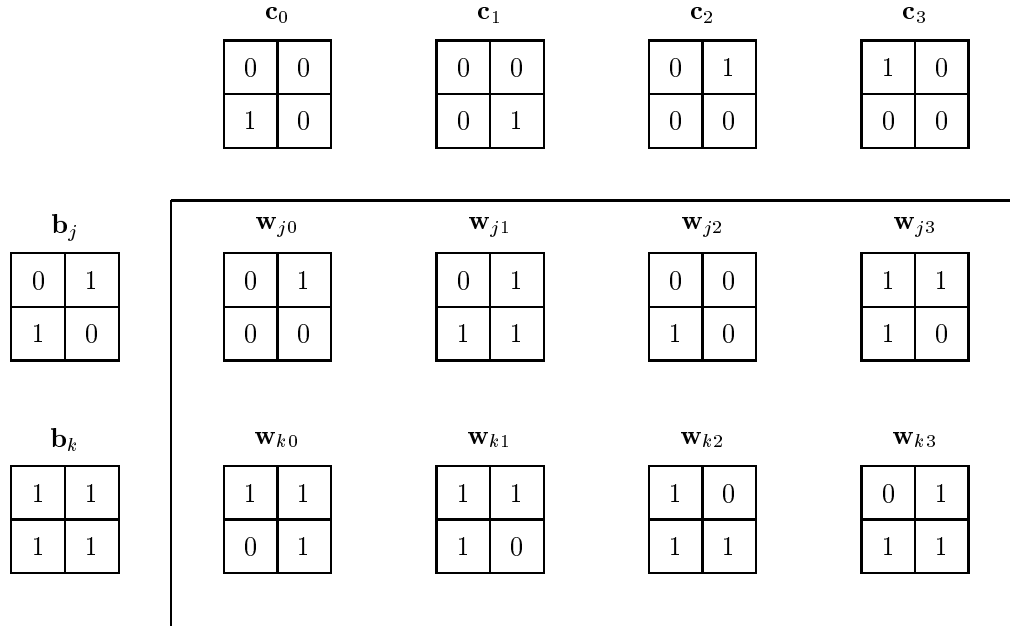 c0 c1 c2 c3
0 0 0 0 0 1 1 0
1 0 0 1 0 0 0 0
bj wj0 wj1 wj2 wj3
0 1 0 1 0 1 0 0 1 1
1 0 0 0 1 1 1 0 1 0
bk wk0 wk1 wk2 wk3
1 1 1 1 1 1 1 0 0 1
1 1 0 1 1 0 1 1 1 1